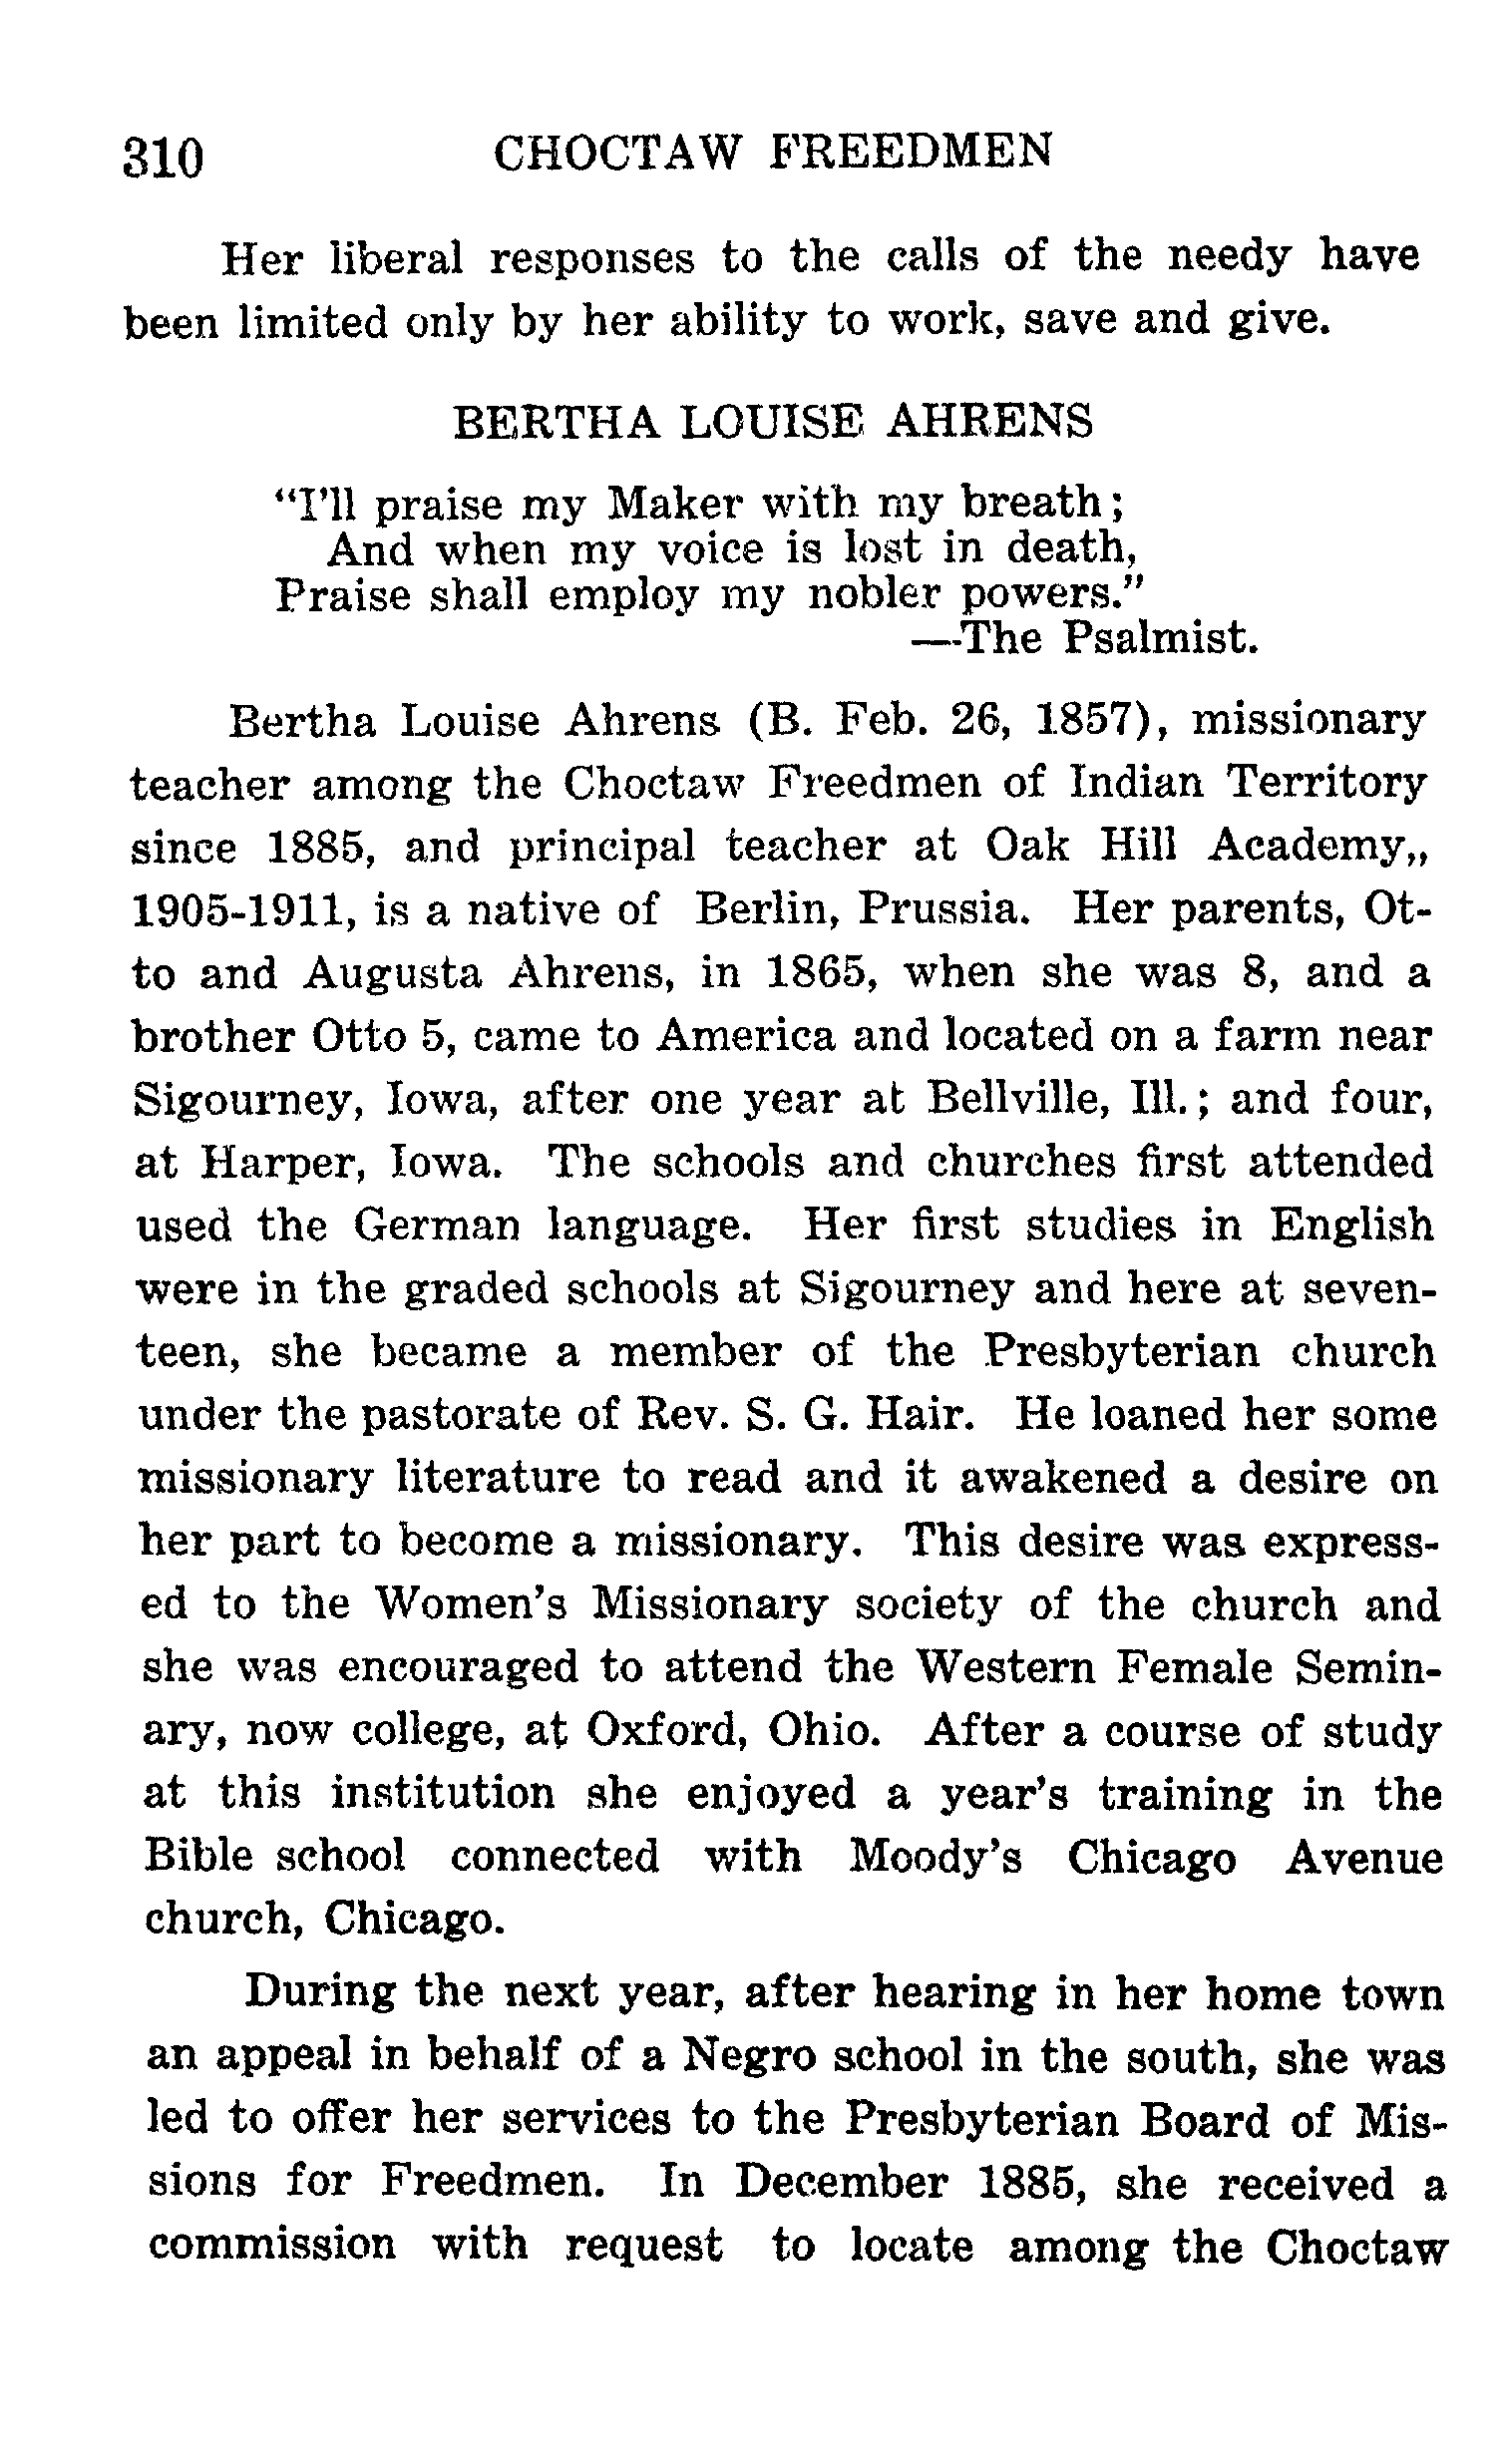 310 CHOCTAW FREEDMEN
Her liberal responses to the calls of the needy have
been limited only by her ability to work, save and give.
BERTHA LOUISE AHRENS
"I'll praise my Maker with my breath;
And when my voice is lost in death,
Praise shall employ my nobler powers."
—The Psalmist.
Bertha Louise Ahrens (B. Feb. 26, 1857), missionary
teacher among the Choctaw Freedmen of Indian Territory
since 1885, and principal teacher at Oak Hill Academy,,
1905-1911, is a native of Berlin, Prussia. Her parents, Ot-
to and Augusta Ahrens, in 1865, when she was 8, and a
brother Otto 5, came to America and located on a farm near
Sigourney, Iowa, after one year at Bellville, Ill.; and four,
at Harper, Iowa. The schools and churches first attended
used the German language. Her first studies in English
were in the graded schools at Sigourney and here at seven-
teen, she became a member of the Presbyterian church
under the pastorate of Rev. S. G. Hair. He loaned her some
missionary literature to read and it awakened a desire on
her part to become a missionary. This desire was express-
ed to the Women's Missionary society of the church and
she was encouraged to attend the Western Female Semin-
ary, now college, at Oxford, Ohio. After a course of study
at this institution she enjoyed a year's training in the
Bible school connected with Moody's Chicago Avenue
church, Chicago.
During the next year, after hearing in her home town
an appeal in behalf of a Negro school in the south, she was
led to offer her services to the Presbyterian Board of Mis-
sions for Freedmen. In December 1885, she received a
commission with request to locate among the Choctaw